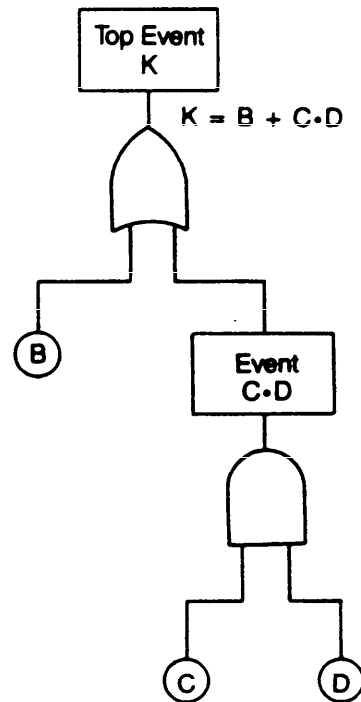 Top Event
K
K = B + C•D
B
Event
C•D
C
D